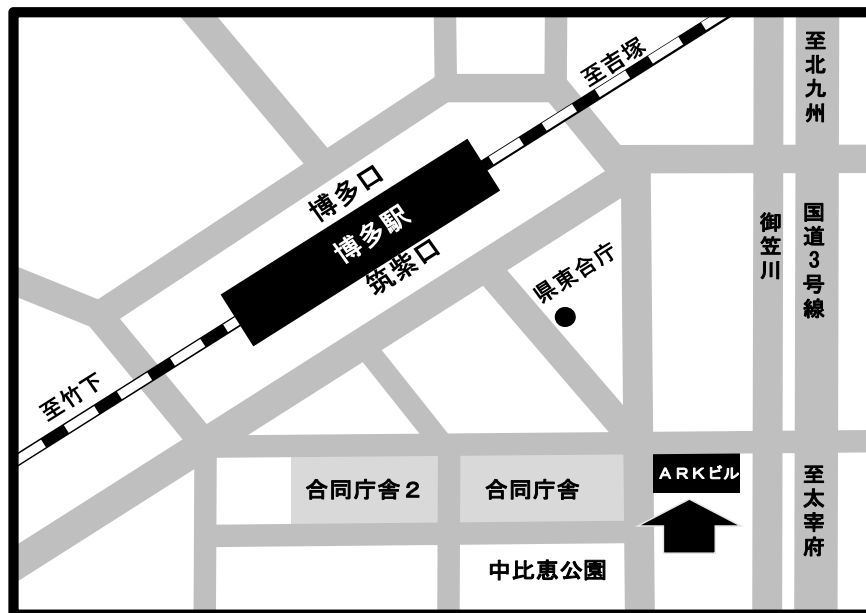 至吉塚
至北九州
博多口
博多駅
筑紫口
県東合庁
御笠川
国道3号線
至竹下
合同庁舎２
合同庁舎
ARKビル
至太宰府
中比恵公園